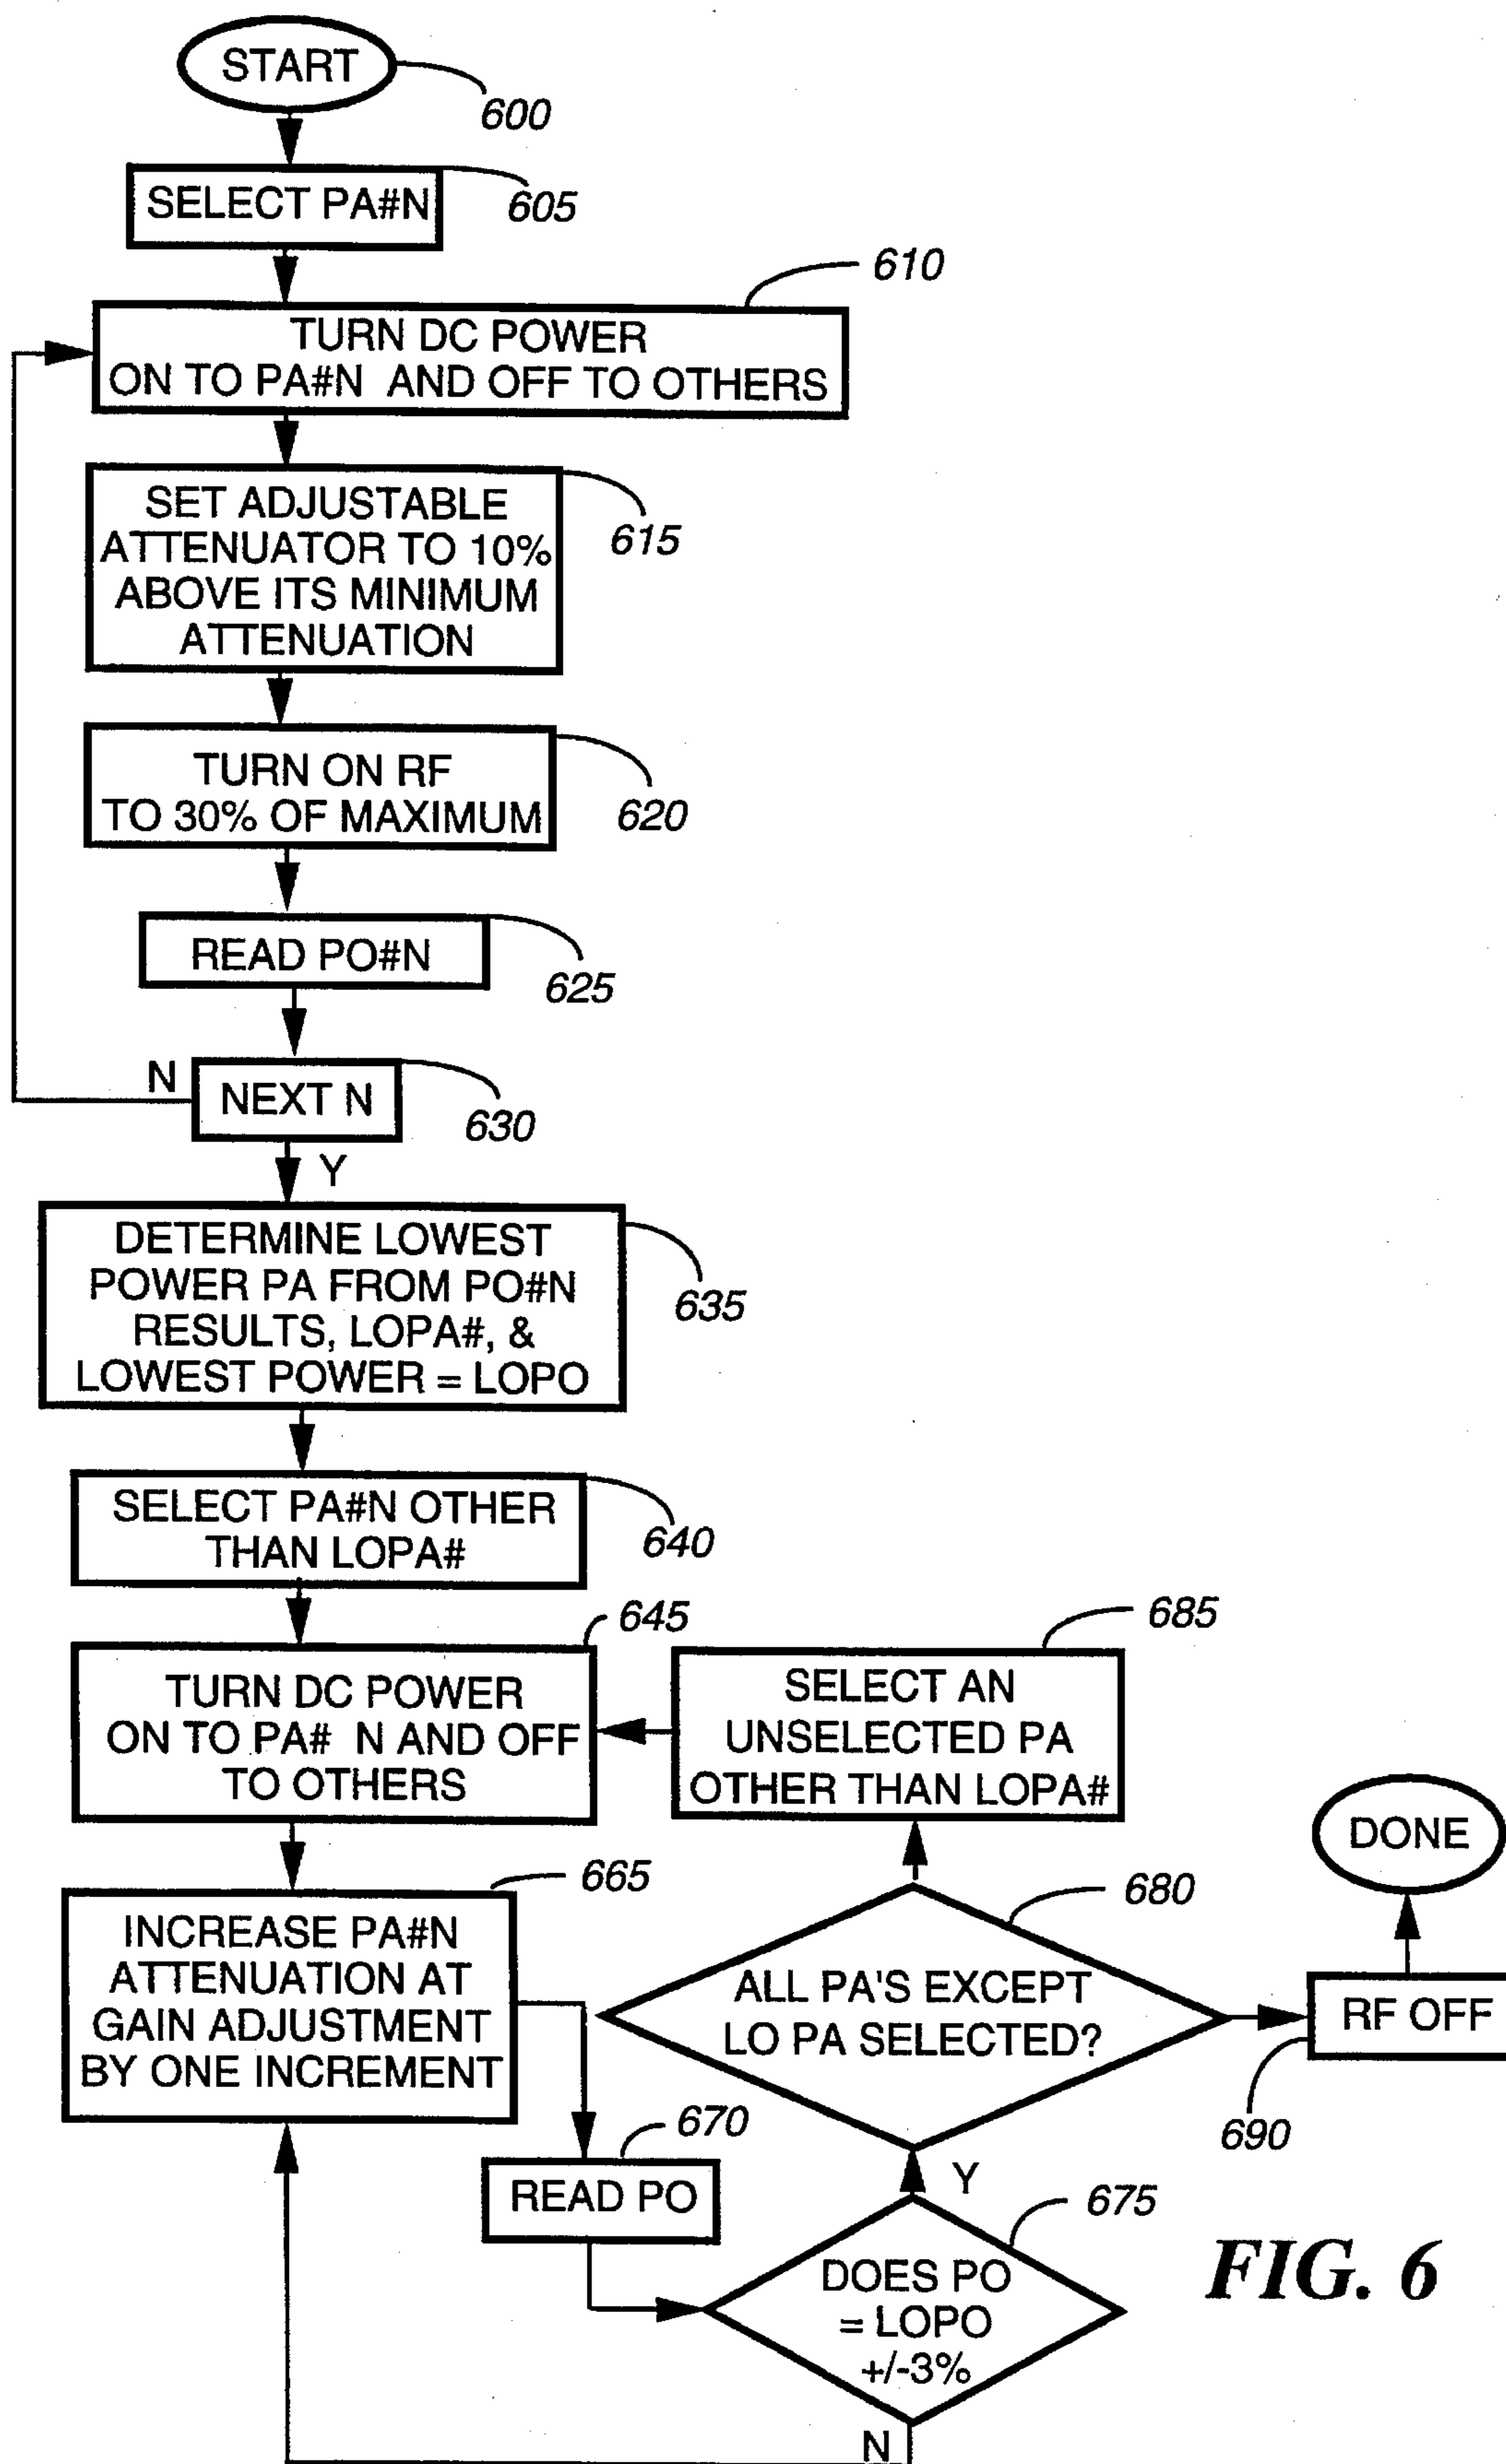 START
600
SELECT PA#N
605
610
TURN DC POWER
ON TO PA#N AND OFF TO OTHERS
SET ADJUSTABLE
ATTENUATOR TO 10%
ABOVE ITS MINIMUM
ATTENUATION
615
TURN ON RF
TO 30% OF MAXIMUM
620
READ PO#N
625
N
NEXT N
630
Y
DETERMINE LOWEST
POWER PA FROM PO#N
RESULTS, LOPA#, &
LOWEST POWER = LOPO
635
SELECT PA#N OTHER
THAN LOPA#
640
645
TURN DC POWER
ON TO PA# N AND OFF
TO OTHERS
685
SELECT AN
UNSELECTED PA
OTHER THAN LOPA#
DONE
665
INCREASE PA#N
ATTENUATION AT
GAIN ADJUSTMENT
BY ONE INCREMENT
680
ALL PA'S EXCEPT
LO PA SELECTED?
RF OFF
690
670
READ PO
Y
675
DOES PO
= LOPO
+/-3%
N
FIG. 6